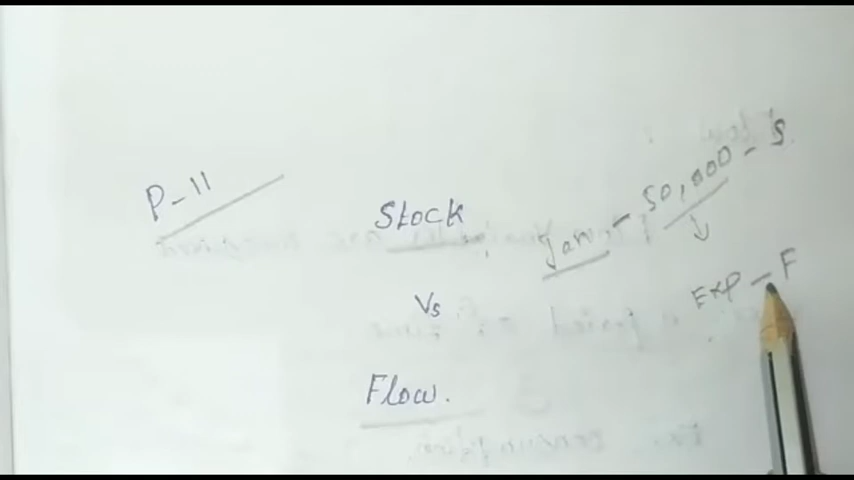 P-11
Stock
Vs
Flow.
Jan - 50,000 - S
↓
Exp - F